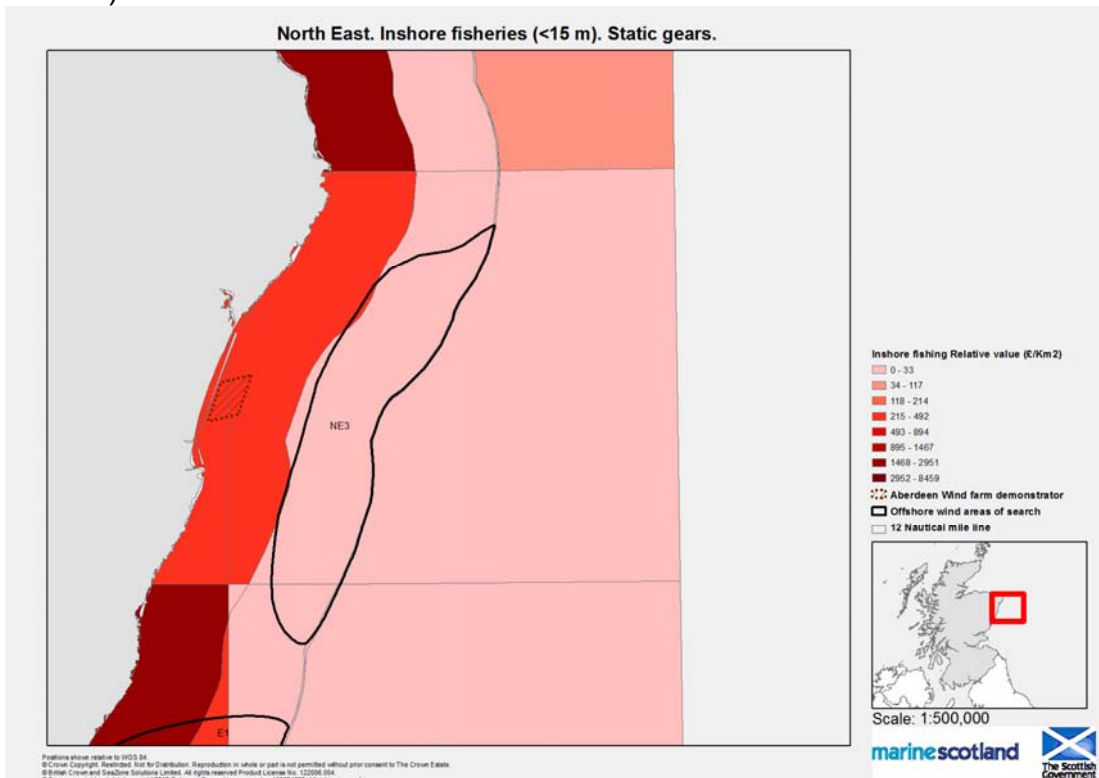 )
North East. Inshore fisheries (<15 m). Static gears.
NE3
E1
Inshore fishing Relative value (£/Km2)
0 - 33
34 - 117
118 - 214
215 - 492
493 - 894
895 - 1467
1468 - 2951
2952 - 8459
Aberdeen Wind farm demonstrator
Offshore wind areas of search
12 Nautical mile line
Scale: 1:500,000
marinescotland
The Scottish
Government
Positions shown relative to WGS 84.
© Crown Copyright. Restricted. Not for Distribution. Reproduction in whole or part is not permitted without prior consent to The Crown Estate.
© British Crown and SeaZone Solutions Limited. All rights reserved Product License No. 122006.004.